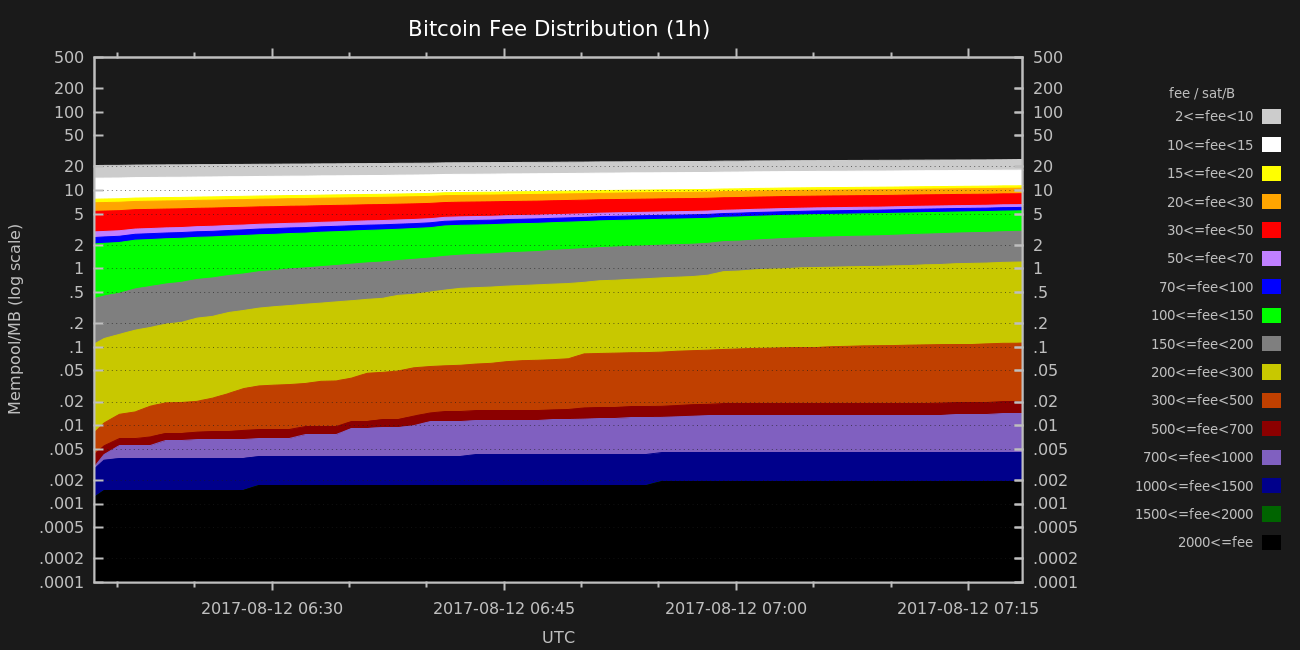 Bitcoin Fee Distribution (1h)
Mempool/MB (log scale)
500
200
100
50
20
10
5
2
1
.5
.2
.1
.05
.02
.01
.005
.002
.001
.0005
.0002
.0001
500
200
100
50
20
10
5
2
1
.5
.2
.1
.05
.02
.01
.005
.002
.001
.0005
.0002
.0001
2017-08-12 06:30
2017-08-12 06:45
2017-08-12 07:00
2017-08-12 07:15
UTC
fee / sat/B
2<=fee<10
10<=fee<15
15<=fee<20
20<=fee<30
30<=fee<50
50<=fee<70
70<=fee<100
100<=fee<150
150<=fee<200
200<=fee<300
300<=fee<500
500<=fee<700
700<=fee<1000
1000<=fee<1500
1500<=fee<2000
2000<=fee